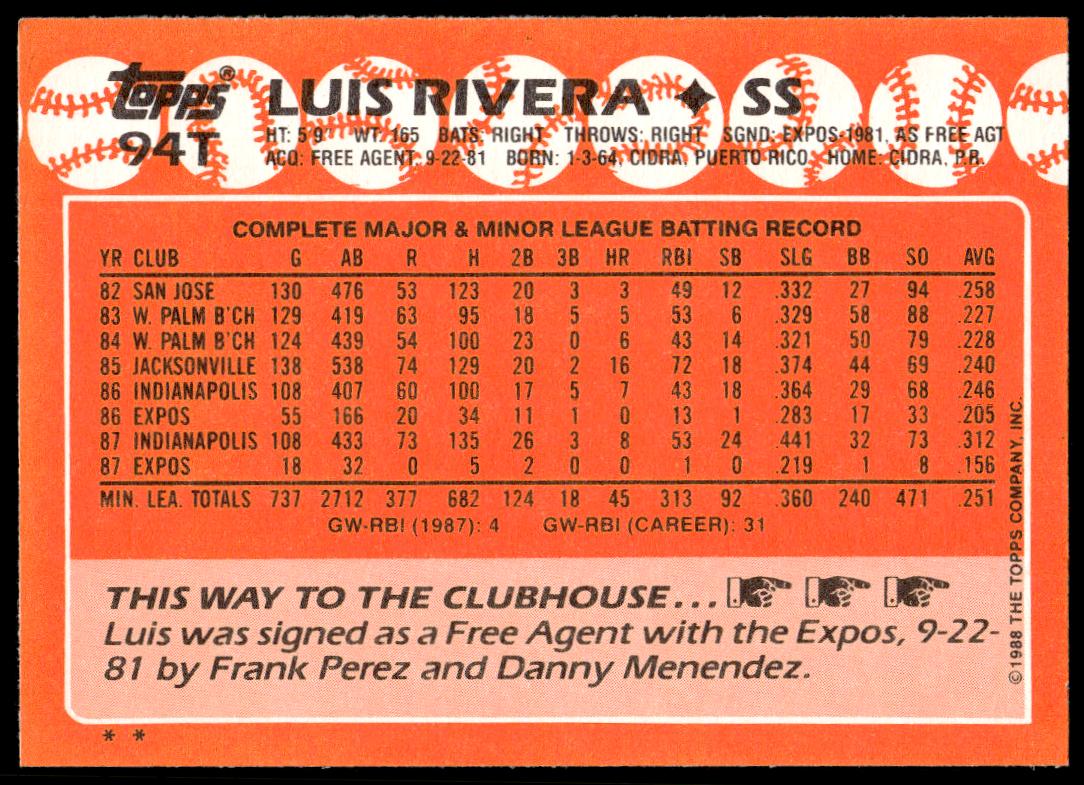 topps® LUIS RIVERA ✦ SS
94T HT: 5'9" WT: 165 BATS: RIGHT THROWS: RIGHT SGND: EXPOS-1981, AS FREE AGT
ACQ: FREE AGENT, 9-22-81 BORN: 1-3-64, CIDRA, PUERTO RICO HOME: CIDRA, P.R.
COMPLETE MAJOR & MINOR LEAGUE BATTING RECORD
YR CLUB G AB R H 2B 3B HR RBI SB SLG BB SO AVG
82 SAN JOSE 130 476 53 123 20 3 3 49 12 .332 27 94 .258
83 W. PALM B'CH 129 419 63 95 18 5 5 53 6 .329 58 88 .227
84 W. PALM B'CH 124 439 54 100 23 0 6 43 14 .321 50 79 .228
85 JACKSONVILLE 138 538 74 129 20 2 16 72 18 .374 44 69 .240
86 INDIANAPOLIS 108 407 60 100 17 5 7 43 18 .364 29 68 .246
86 EXPOS 55 166 20 34 11 1 0 13 1 .283 17 33 .205
87 INDIANAPOLIS 108 433 73 135 26 3 8 53 24 .441 32 73 .312
87 EXPOS 18 32 0 5 2 0 0 1 0 .219 1 8 .156
MIN. LEA. TOTALS 737 2712 377 682 124 18 45 313 92 .360 240 471 .251
GW-RBI (1987): 4 GW-RBI (CAREER): 31
THIS WAY TO THE CLUBHOUSE...
Luis was signed as a Free Agent with the Expos, 9-22-
81 by Frank Perez and Danny Menendez.
©1988 THE TOPPS COMPANY, INC.
* *